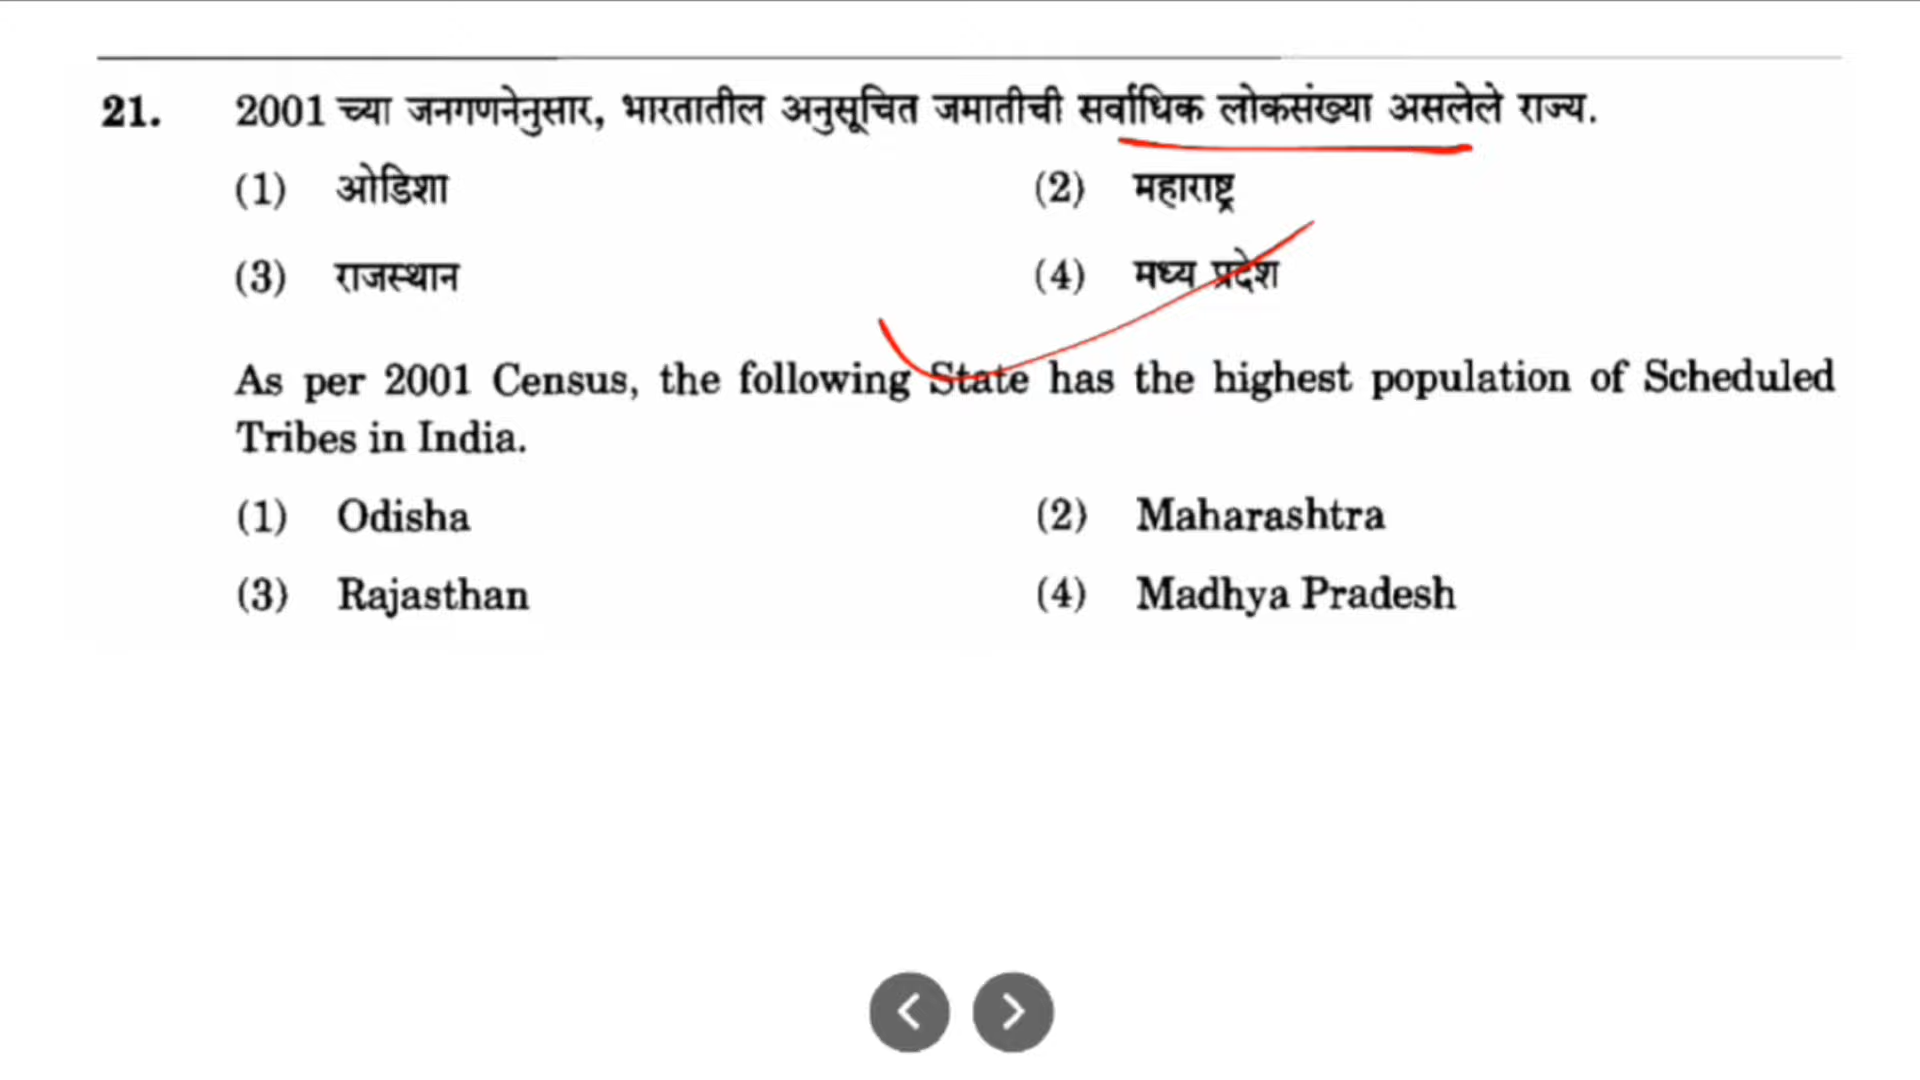 21. 2001 च्या जनगणनेनुसार, भारतातील अनुसूचित जमातीची सर्वाधिक लोकसंख्या असलेले राज्य.
(1) ओडिशा (2) महाराष्ट्र
(3) राजस्थान (4) मध्य प्रदेश
As per 2001 Census, the following State has the highest population of Scheduled
Tribes in India.
(1) Odisha (2) Maharashtra
(3) Rajasthan (4) Madhya Pradesh